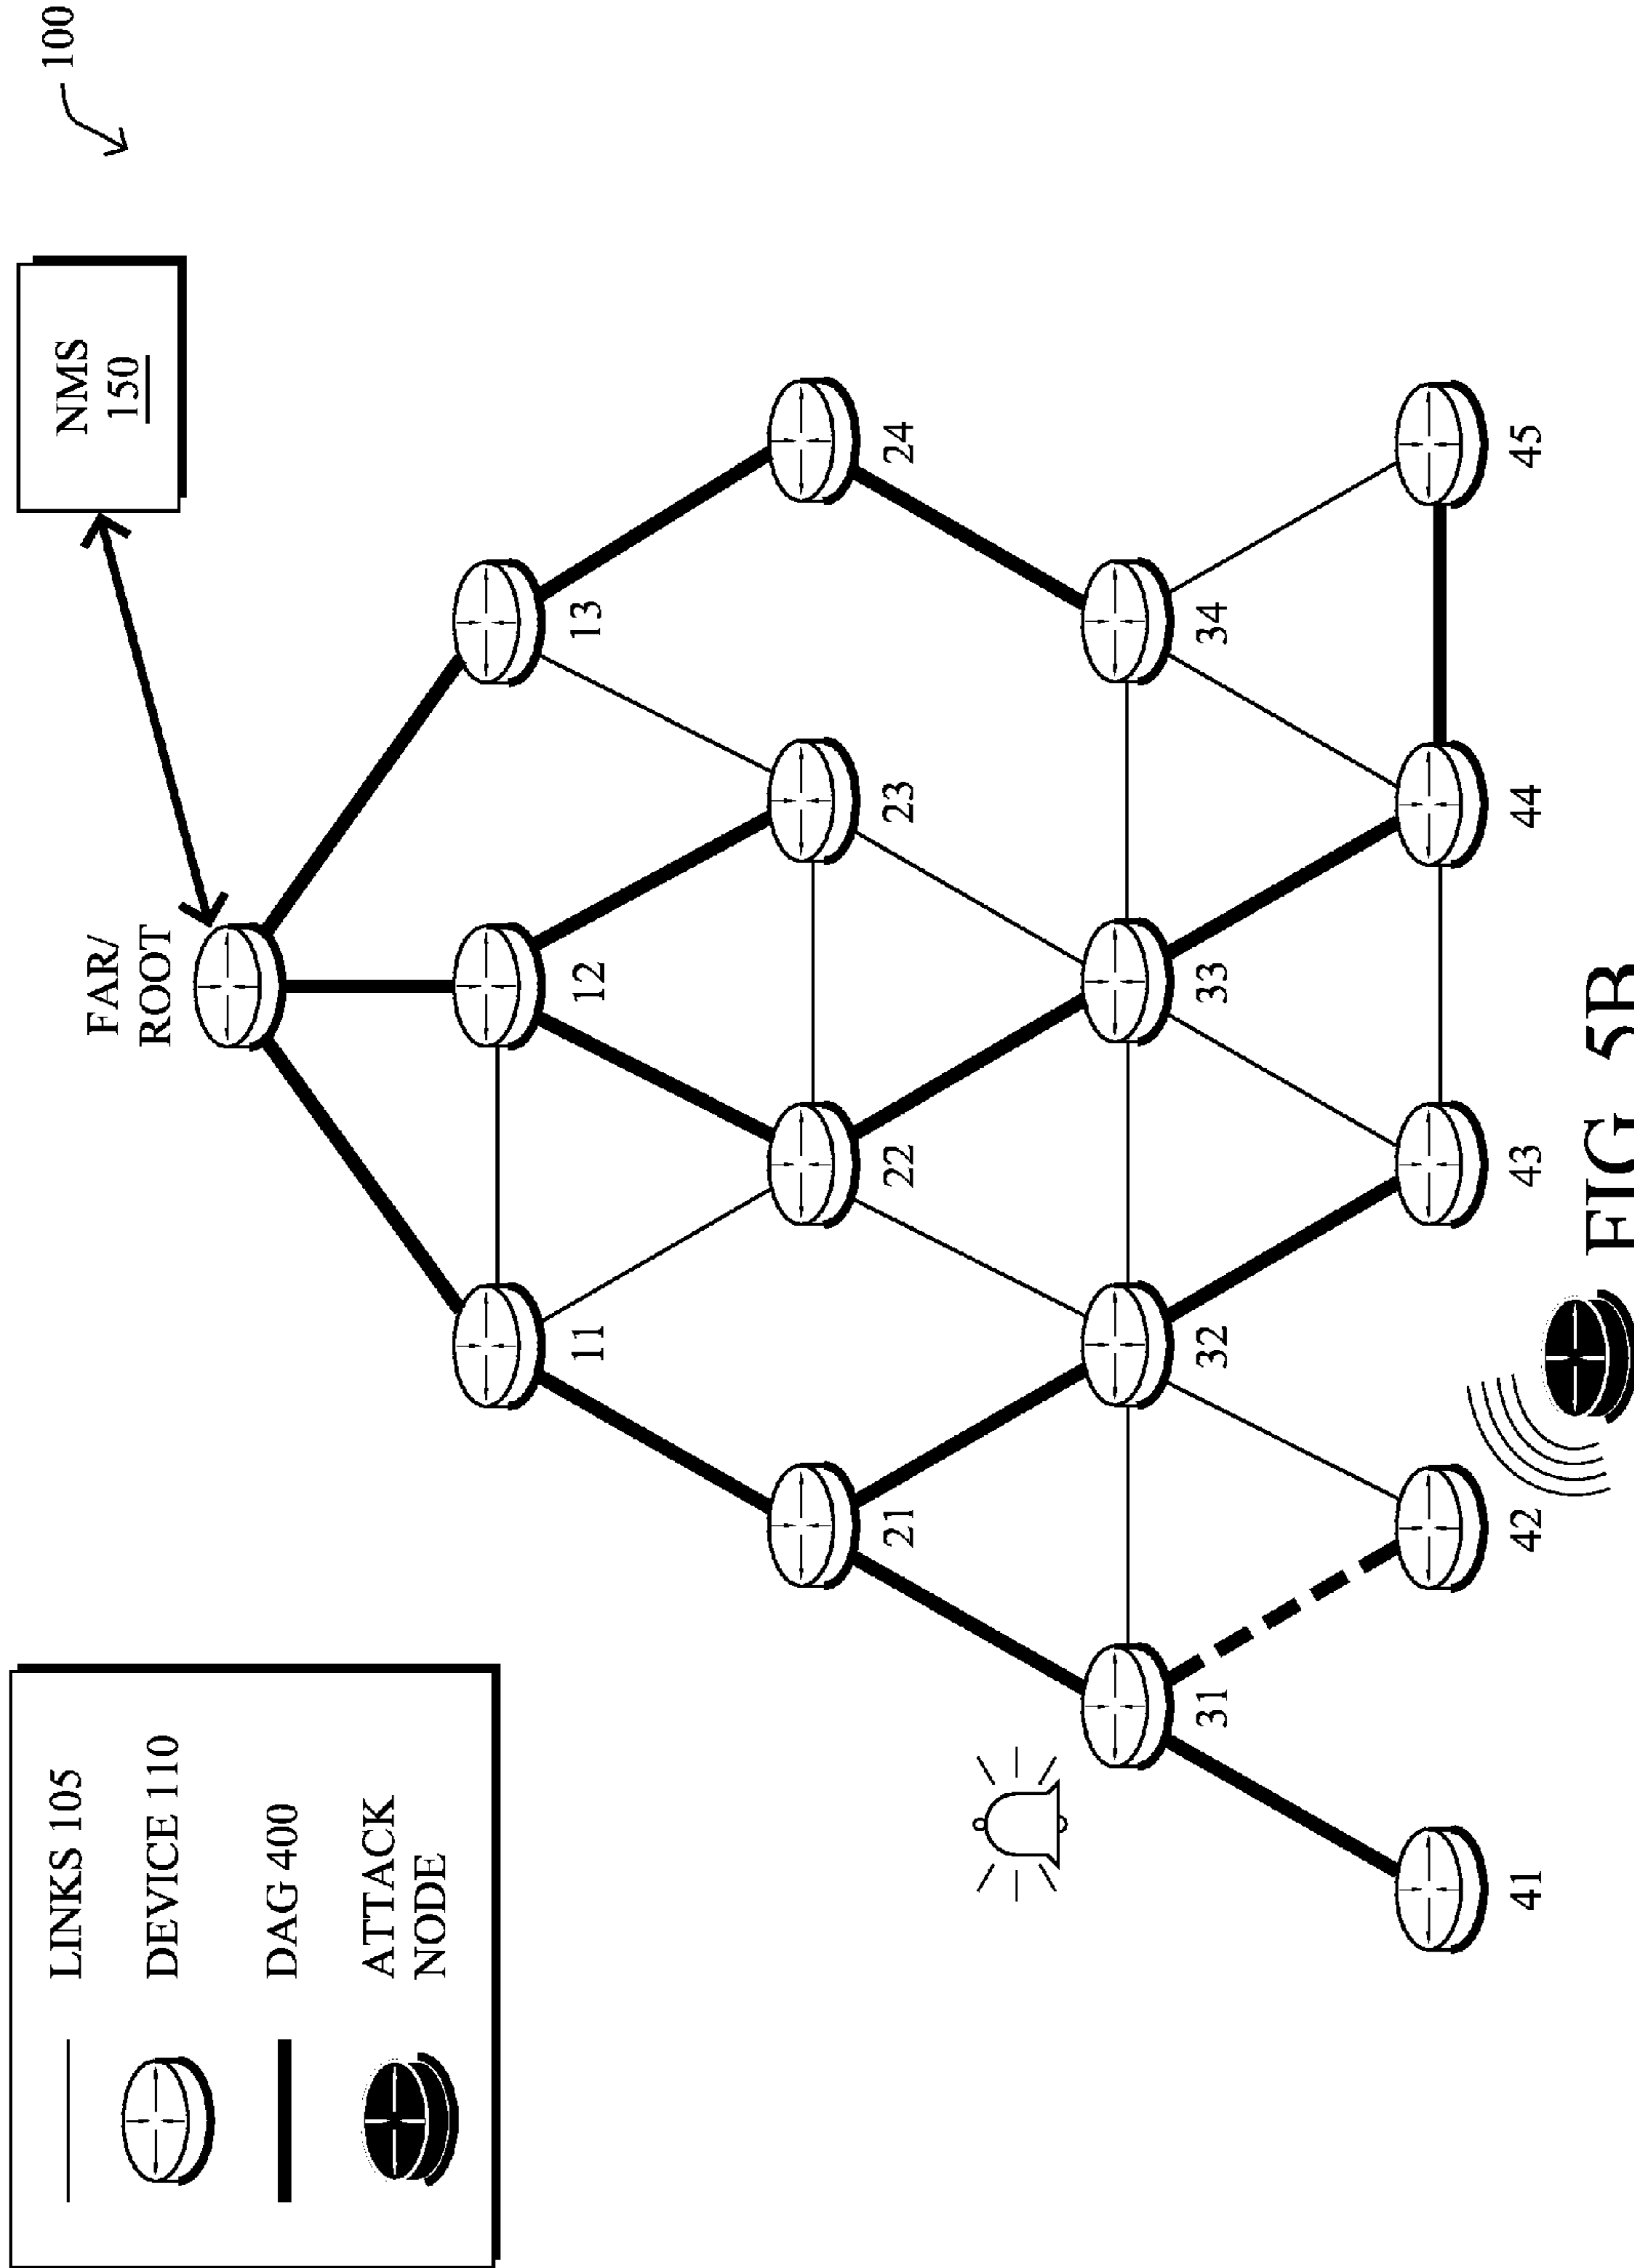 LINKS 105
DEVICE 110
DAG 400
ATTACK
NODE
NMS
150
100
FAR/
ROOT
11
12
13
21
22
23
24
31
32
33
34
41
42
43
44
45
FIG. 5B